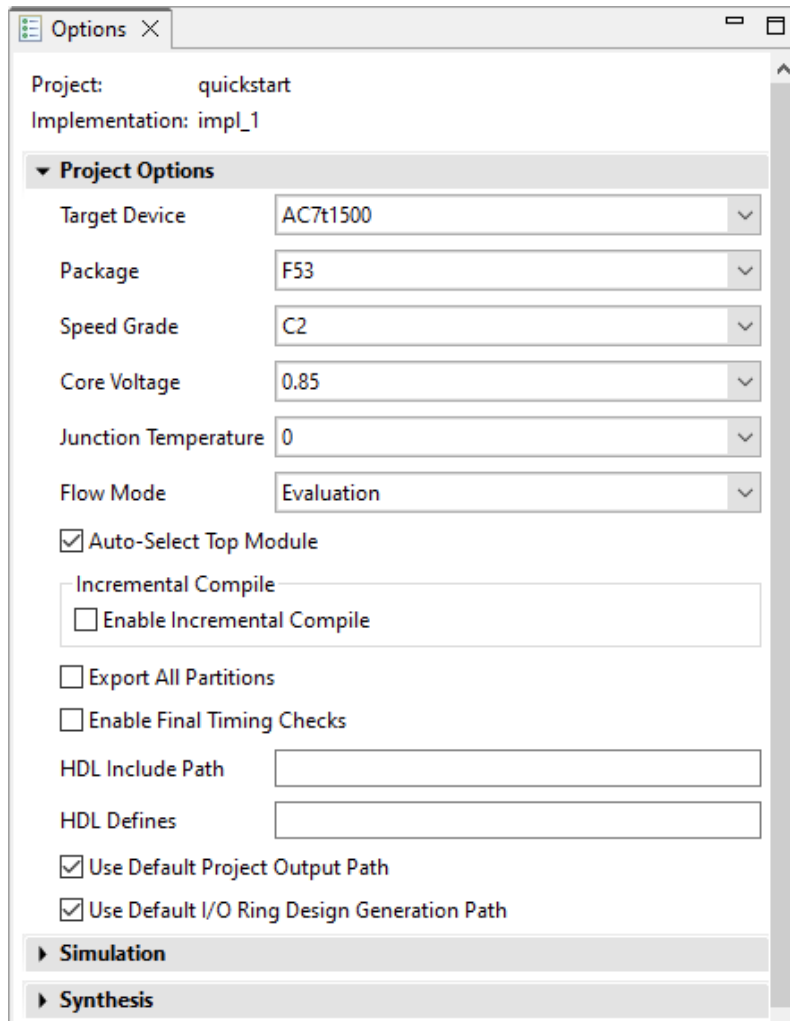 Options
Project: quickstart
Implementation: impl_1
Project Options
Target Device AC7t1500
Package F53
Speed Grade C2
Core Voltage 0.85
Junction Temperature 0
Flow Mode Evaluation
Auto-Select Top Module
Incremental Compile
Enable Incremental Compile
Export All Partitions
Enable Final Timing Checks
HDL Include Path
HDL Defines
Use Default Project Output Path
Use Default I/O Ring Design Generation Path
Simulation
Synthesis